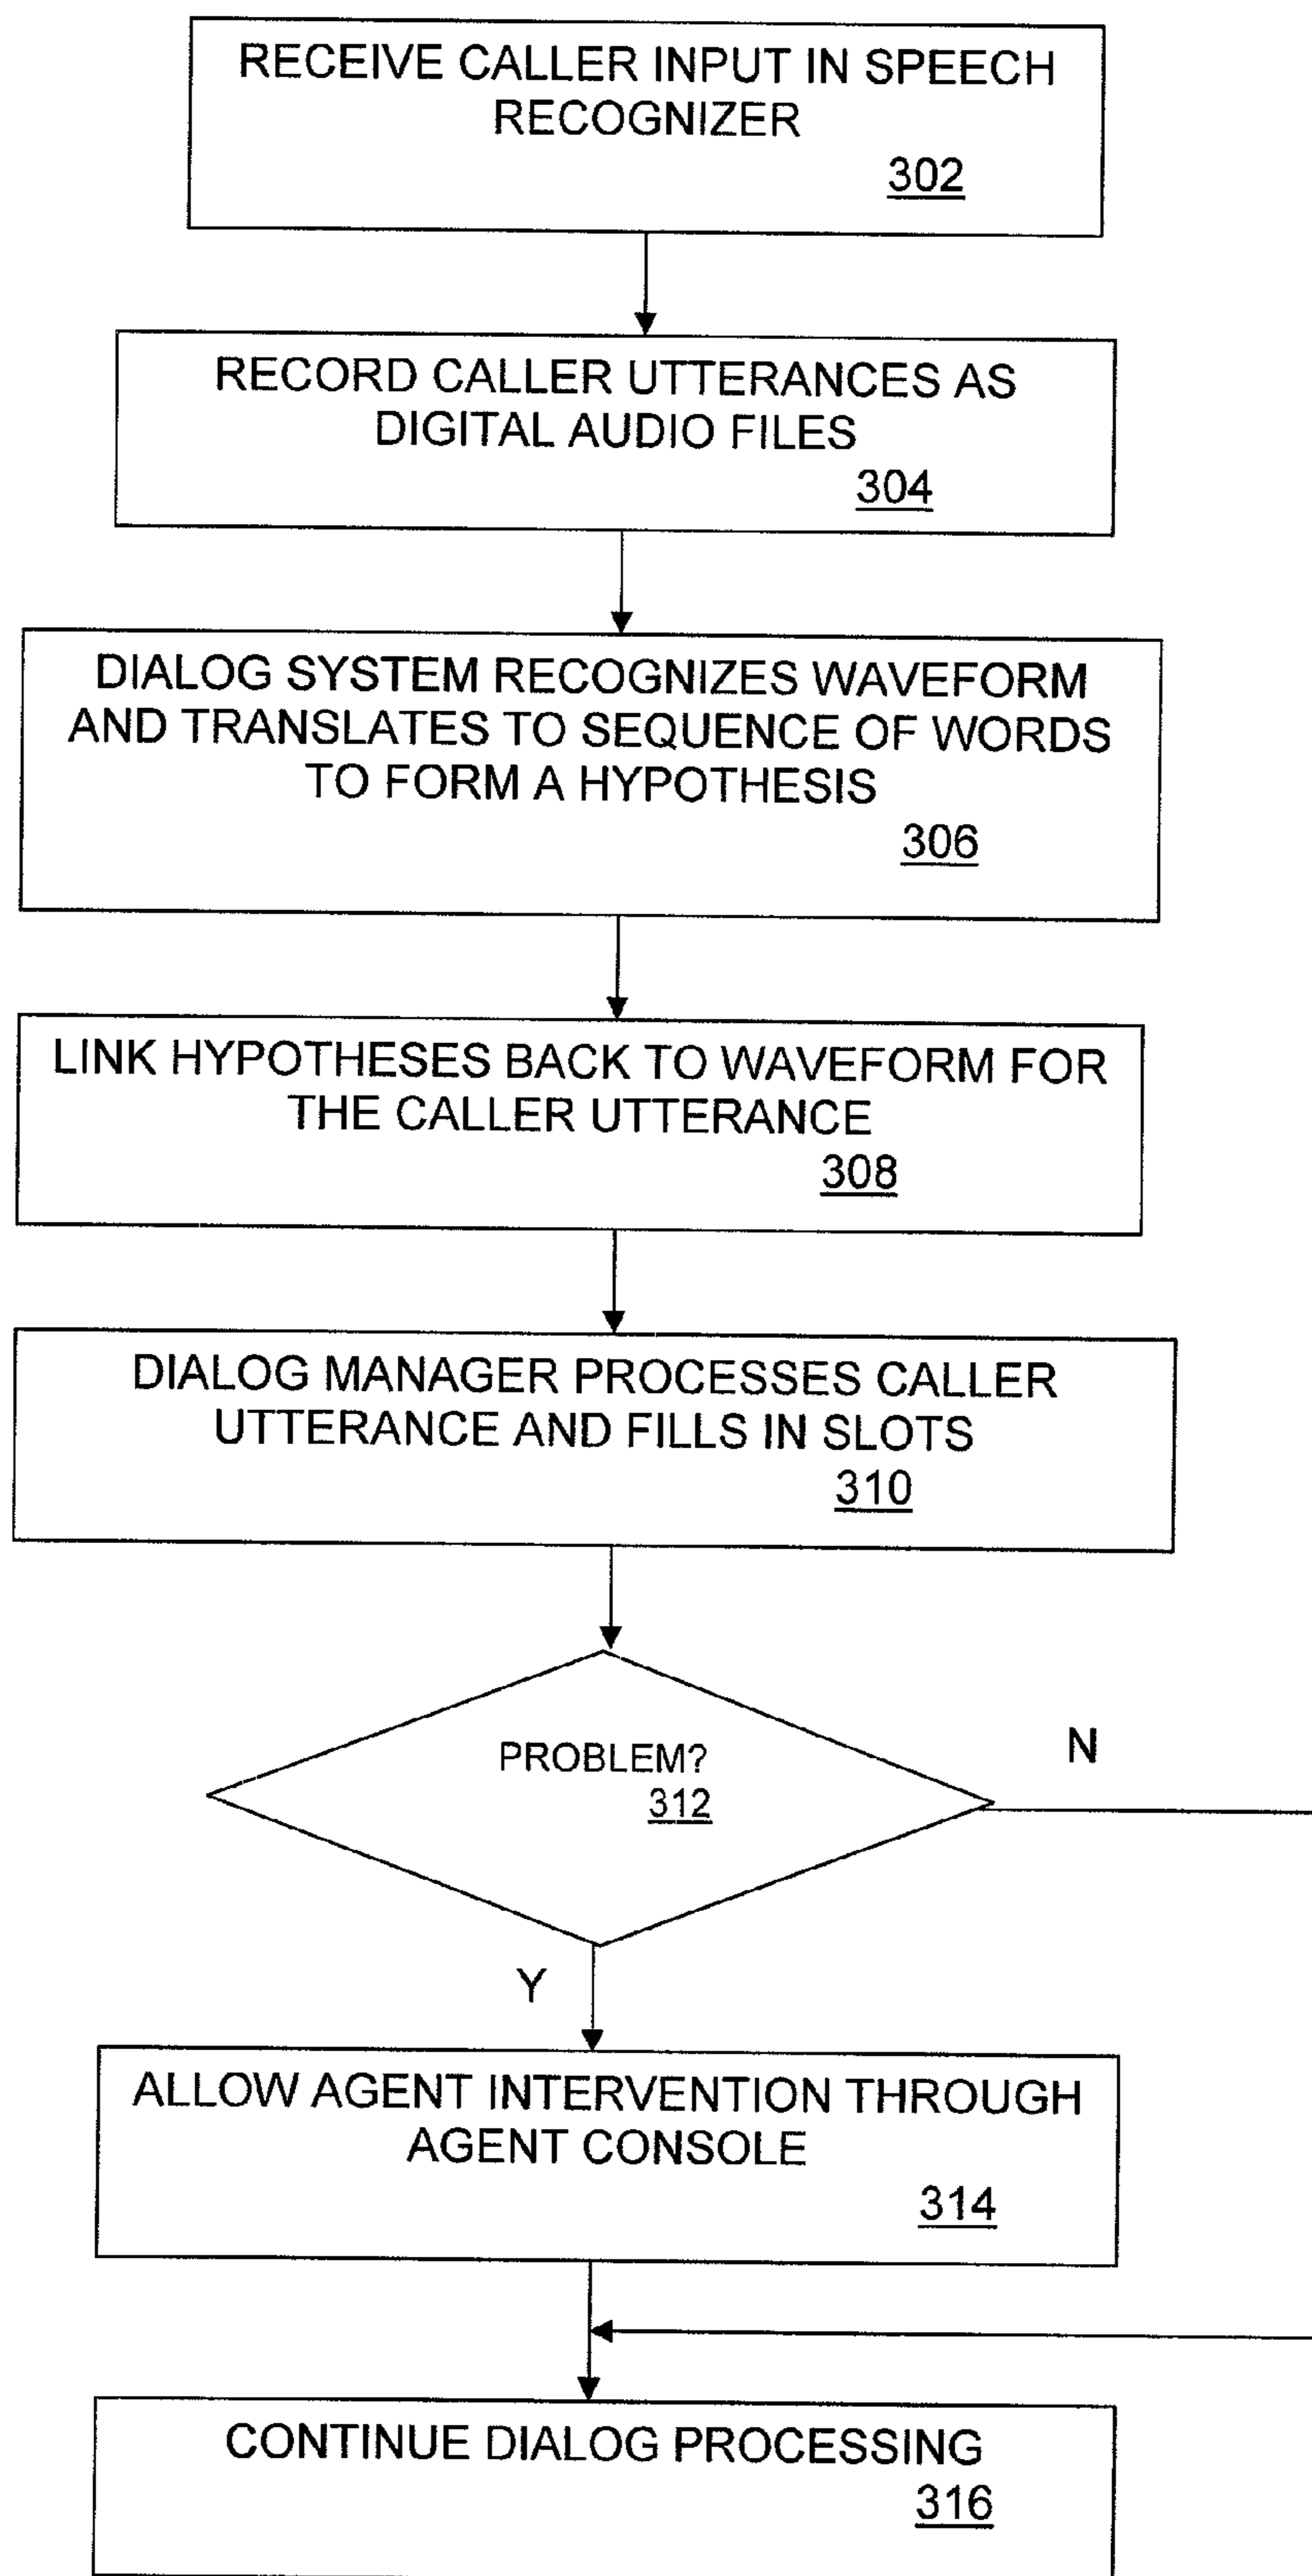 RECEIVE CALLER INPUT IN SPEECH
RECOGNIZER
302
RECORD CALLER UTTERANCES AS
DIGITAL AUDIO FILES
304
DIALOG SYSTEM RECOGNIZES WAVEFORM
AND TRANSLATES TO SEQUENCE OF WORDS
TO FORM A HYPOTHESIS
306
LINK HYPOTHESES BACK TO WAVEFORM FOR
THE CALLER UTTERANCE
308
DIALOG MANAGER PROCESSES CALLER
UTTERANCE AND FILLS IN SLOTS
310
PROBLEM?
312
N
Y
ALLOW AGENT INTERVENTION THROUGH
AGENT CONSOLE
314
CONTINUE DIALOG PROCESSING
316